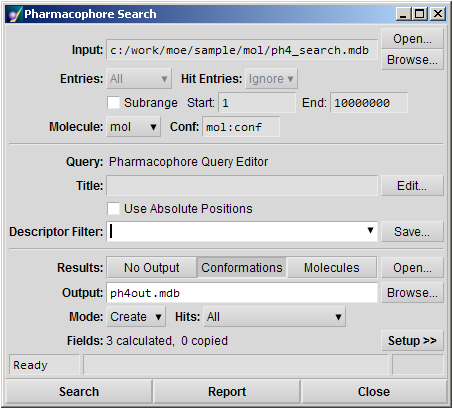 Pharmacophore Search
Input: c:/work/moe/sample/mol/ph4_search.mdb Open...
Browse...
Entries: All Hit Entries: Ignore
Subrange Start: 1 End: 10000000
Molecule: mol Conf: mol:conf
Query: Pharmacophore Query Editor
Title: Edit...
Use Absolute Positions
Descriptor Filter: Save...
Results: No Output Conformations Molecules Open...
Output: ph4out.mdb Browse...
Mode: Create Hits: All
Fields: 3 calculated, 0 copied Setup >>
Ready
Search Report Close